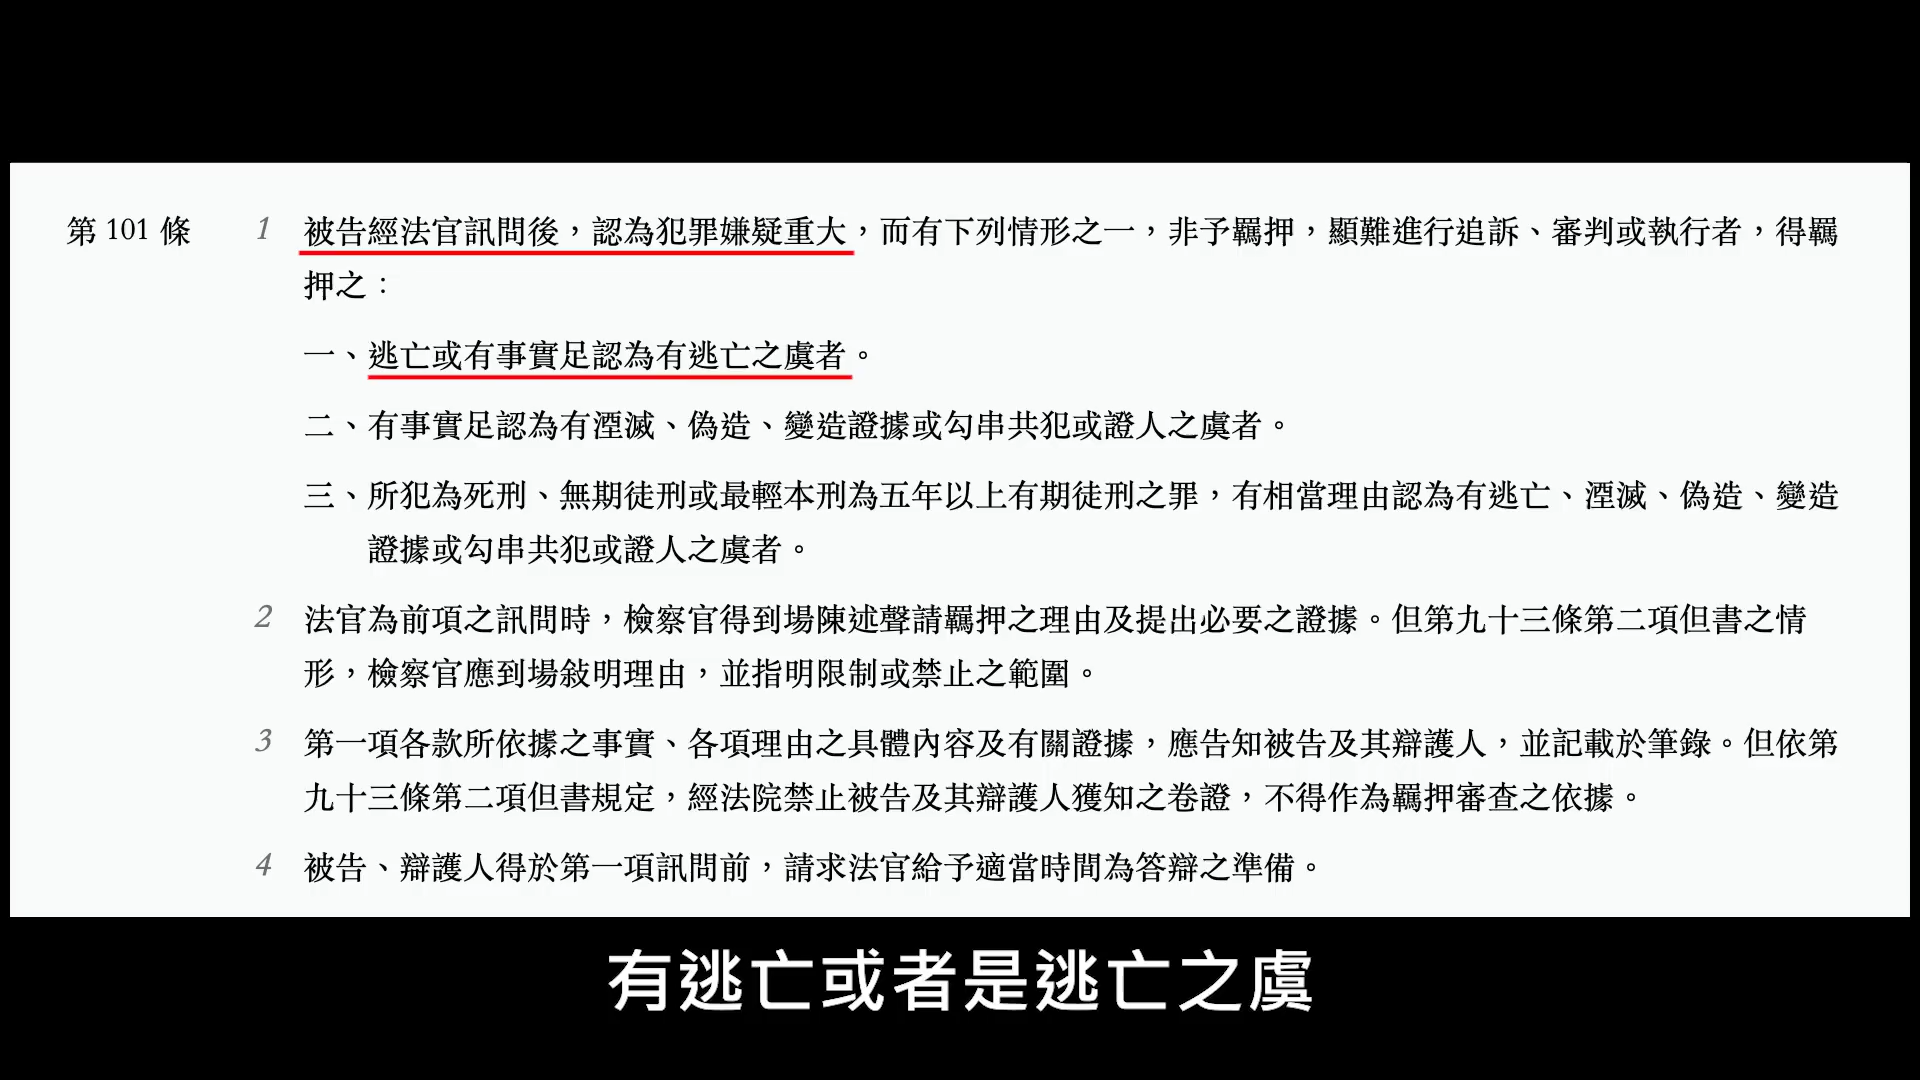 第 101 條
1 被告經法官訊問後，認為犯罪嫌疑重大，而有下列情形之一，非予羈押，顯難進行追訴、審判或執行者，得羈
押之：
一、逃亡或有事實足認為有逃亡之虞者。
二、有事實足認為有湮滅、偽造、變造證據或勾串共犯或證人之虞者。
三、所犯為死刑、無期徒刑或最輕本刑為五年以上有期徒刑之罪，有相當理由認為有逃亡、湮滅、偽造、變造
證據或勾串共犯或證人之虞者。
2 法官為前項之訊問時，檢察官得到場陳述聲請羈押之理由及提出必要之證據。但第九十三條第二項但書之情
形，檢察官應到場敍明理由，並指明限制或禁止之範圍。
3 第一項各款所依據之事實、各項理由之具體內容及有關證據，應告知被告及其辯護人，並記載於筆錄。但依第
九十三條第二項但書規定，經法院禁止被告及其辯護人獲知之卷證，不得作為羈押審查之依據。
4 被告、辯護人得於第一項訊問前，請求法官給予適當時間為答辯之準備。
有逃亡或者是逃亡之虞